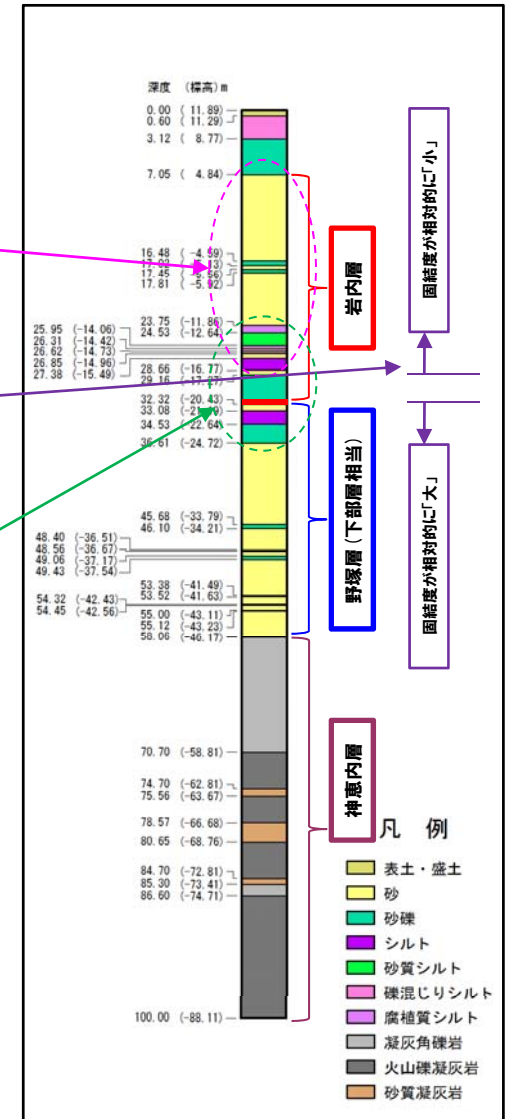 深度 (標高)m
0.00 ( 11.89)
0.60 ( 11.29)
3.12 ( 8.77)
7.05 ( 4.84)
16.48 ( -4.59)
17.45
17.81 ( -5.92)
23.75 (-11.86)
24.53 (-12.64)
25.95 (-14.06)
26.31 (-14.42)
26.62 (-14.73)
26.85 (-14.96)
27.38 (-15.49)
28.66 (-16.77)
29.16
32.32 (-20.43)
33.08
34.53 (-22.64)
36.61 (-24.72)
45.68 (-33.79)
46.10 (-34.21)
48.40 (-36.51)
48.56 (-36.67)
49.06 (-37.17)
49.43 (-37.54)
53.38 (-41.49)
53.52 (-41.63)
54.32 (-42.43)
54.45 (-42.56)
55.00 (-43.11)
55.12 (-43.23)
58.06 (-46.17)
70.70 (-58.81)
74.70 (-62.81)
75.56 (-63.67)
78.57 (-66.68)
80.65 (-68.76)
84.70 (-72.81)
85.30 (-73.41)
86.60 (-74.71)
100.00 (-88.11)
岩内層
野塚層(下部層相当)
神恵内層
固結度が相対的に「小」
固結度が相対的に「大」
凡 例
表土・盛土
砂
砂礫
シルト
砂質シルト
礫混じりシルト
腐植質シルト
凝灰角礫岩
火山礫凝灰岩
砂質凝灰岩